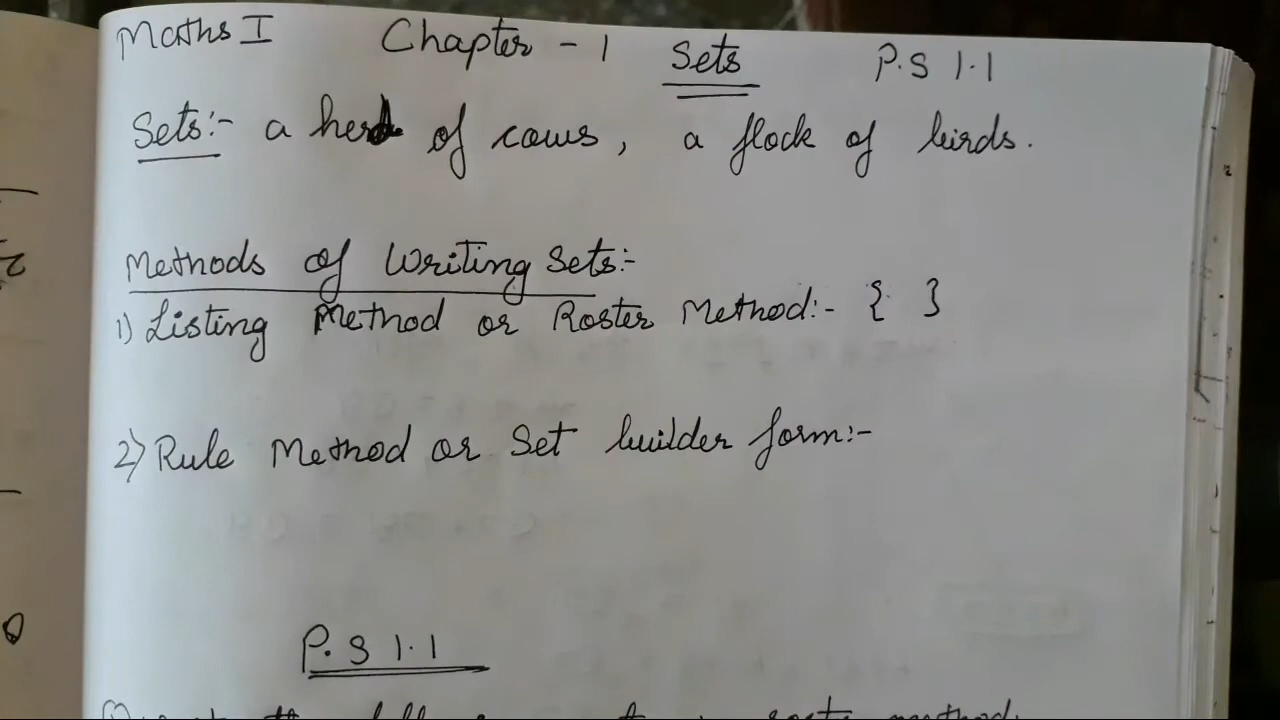 Maths I Chapter - 1 Sets P.S 1.1
Sets:- a herd of cows, a flock of birds.
Methods of Writing Sets:-
1) Listing Method or Roster Method:- { }
2) Rule Method or Set builder form:-
P.S 1.1
method